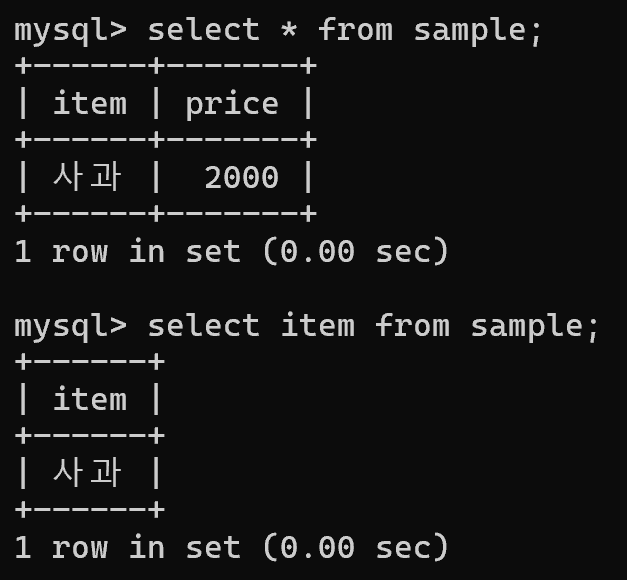 mysql> select * from sample;
+------+-------+
| item | price |
+------+-------+
| 사과 |  2000 |
+------+-------+
1 row in set (0.00 sec)

mysql> select item from sample;
+------+
| item |
+------+
| 사과 |
+------+
1 row in set (0.00 sec)